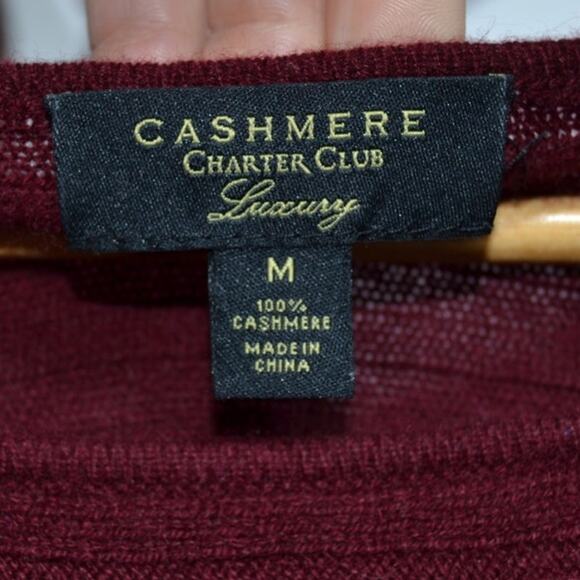 CASHMERE
CHARTER CLUB
Luxury
M
100%
CASHMERE
MADE IN
CHINA